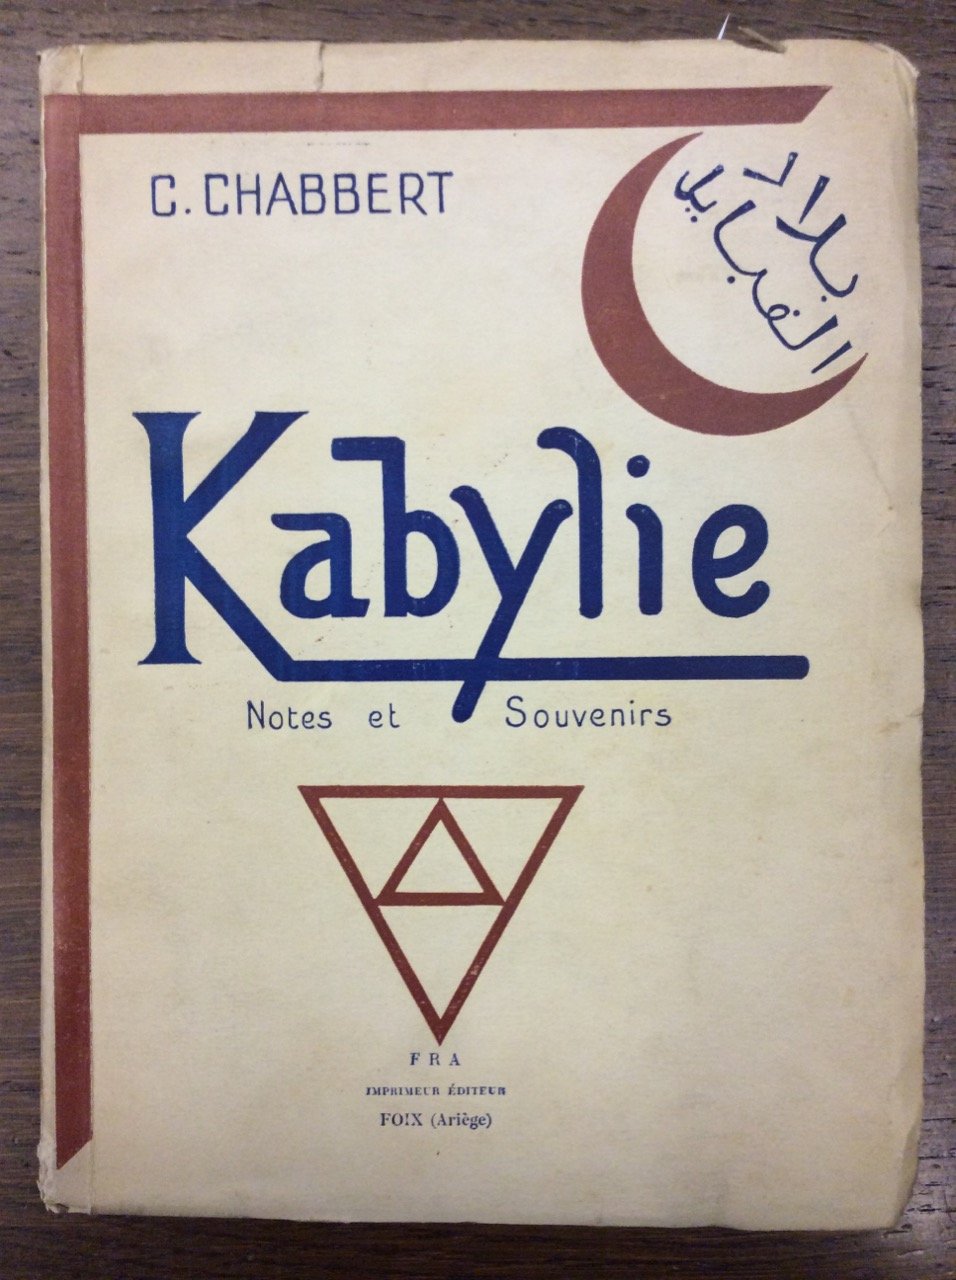 C. CHABBERT
بلاد
القبايل
Kabylie
Notes et Souvenirs
FRA
IMPRIMEUR ÉDITEUR
FOIX (Ariège)